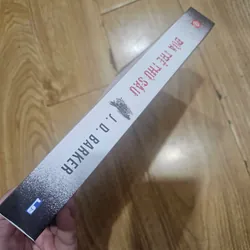 ĐỨA TRẺ THỨ SÁU
J. D. BARKER